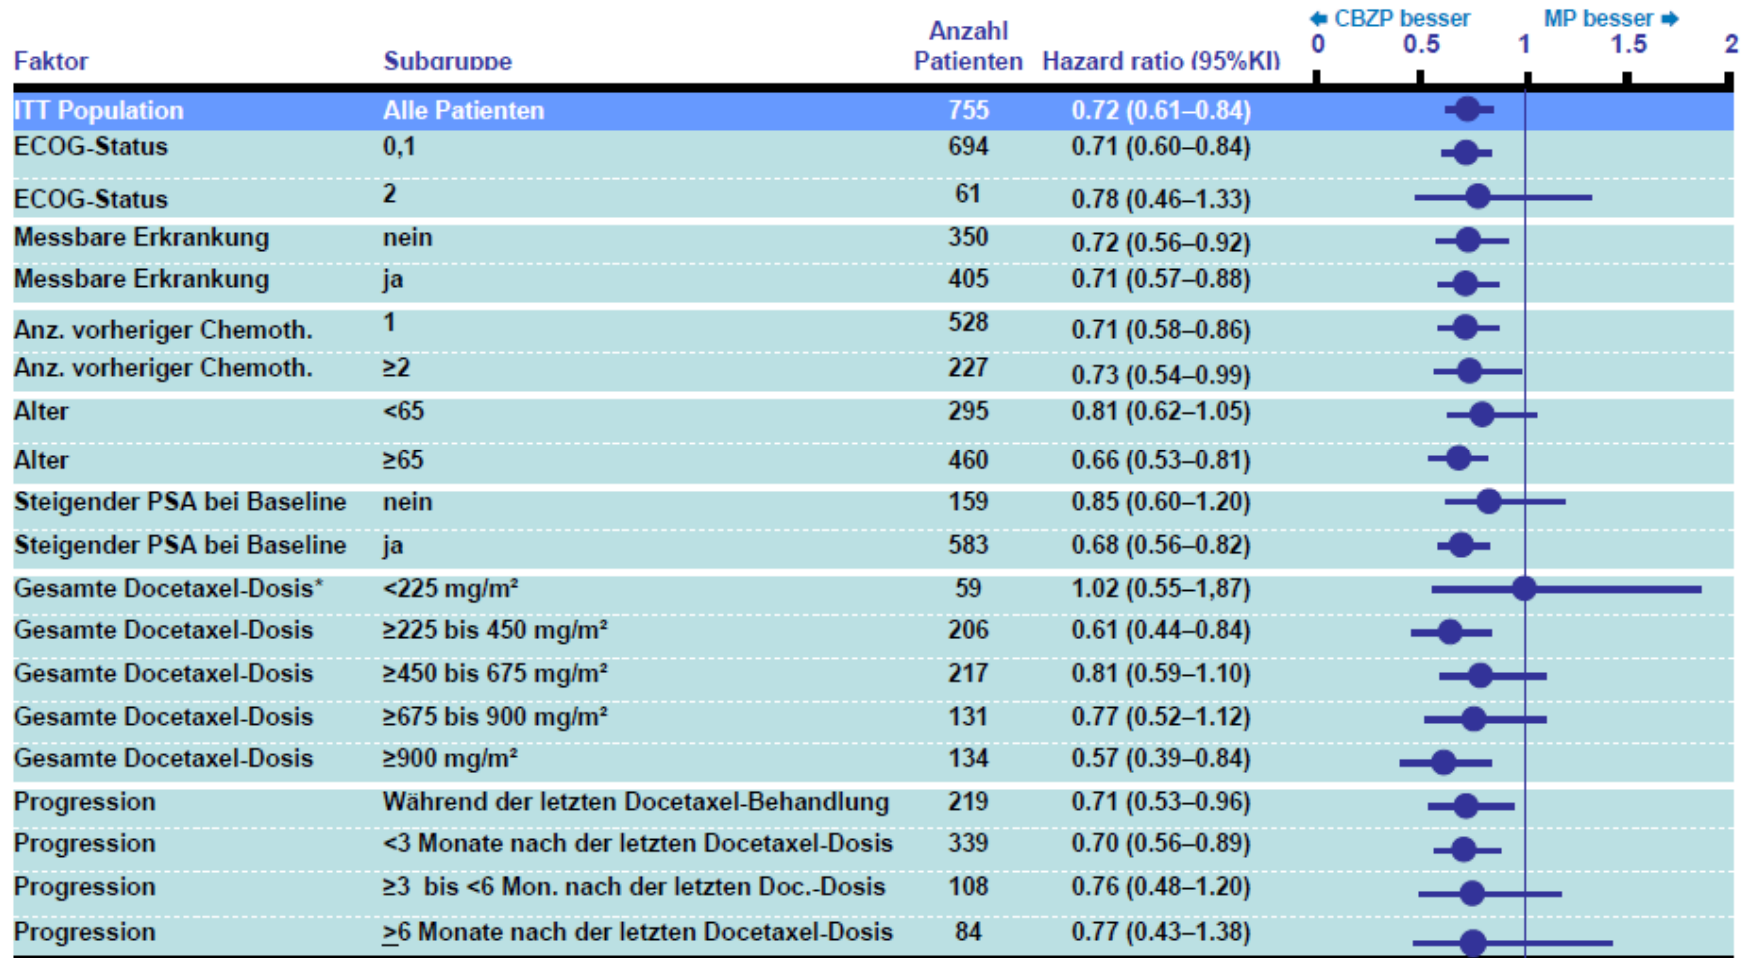 🡄 CBZP besser MP besser ➡
Anzahl
0 0.5 1 1.5 2
Faktor Subgruppe Patienten Hazard ratio (95%KI)
ITT Population Alle Patienten 755 0.72 (0.61–0.84)
ECOG-Status 0,1 694 0.71 (0.60–0.84)
ECOG-Status 2 61 0.78 (0.46–1.33)
Messbare Erkrankung nein 350 0.72 (0.56–0.92)
Messbare Erkrankung ja 405 0.71 (0.57–0.88)
Anz. vorheriger Chemoth. 1 528 0.71 (0.58–0.86)
Anz. vorheriger Chemoth. ≥2 227 0.73 (0.54–0.99)
Alter <65 295 0.81 (0.62–1.05)
Alter ≥65 460 0.66 (0.53–0.81)
Steigender PSA bei Baseline nein 159 0.85 (0.60–1.20)
Steigender PSA bei Baseline ja 583 0.68 (0.56–0.82)
Gesamte Docetaxel-Dosis* <225 mg/m² 59 1.02 (0.55–1,87)
Gesamte Docetaxel-Dosis ≥225 bis 450 mg/m² 206 0.61 (0.44–0.84)
Gesamte Docetaxel-Dosis ≥450 bis 675 mg/m² 217 0.81 (0.59–1.10)
Gesamte Docetaxel-Dosis ≥675 bis 900 mg/m² 131 0.77 (0.52–1.12)
Gesamte Docetaxel-Dosis ≥900 mg/m² 134 0.57 (0.39–0.84)
Progression Während der letzten Docetaxel-Behandlung 219 0.71 (0.53–0.96)
Progression <3 Monate nach der letzten Docetaxel-Dosis 339 0.70 (0.56–0.89)
Progression ≥3 bis <6 Mon. nach der letzten Doc.-Dosis 108 0.76 (0.48–1.20)
Progression >6 Monate nach der letzten Docetaxel-Dosis 84 0.77 (0.43–1.38)